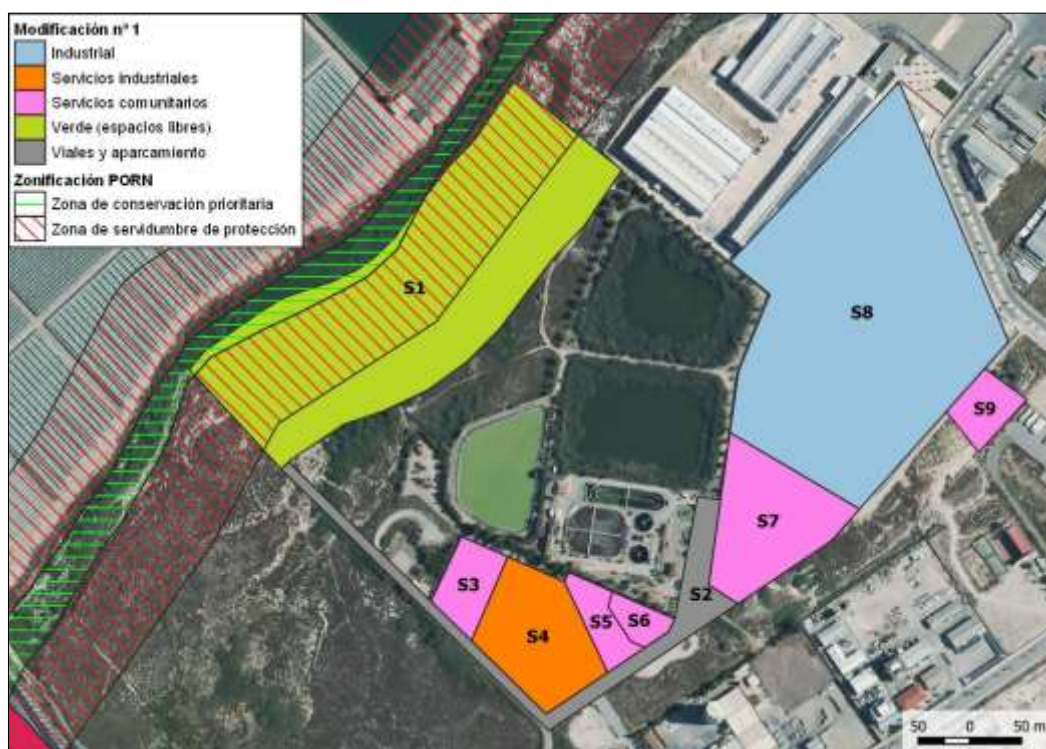 Modificación nº 1
Industrial
Servicios industriales
Servicios comunitarios
Verde (espacios libres)
Viales y aparcamiento
Zonificación PORN
Zona de conservación prioritaria
Zona de servidumbre de protección
S1
S8
S9
S7
S3
S2
S4
S5
S6
50 0 50 m